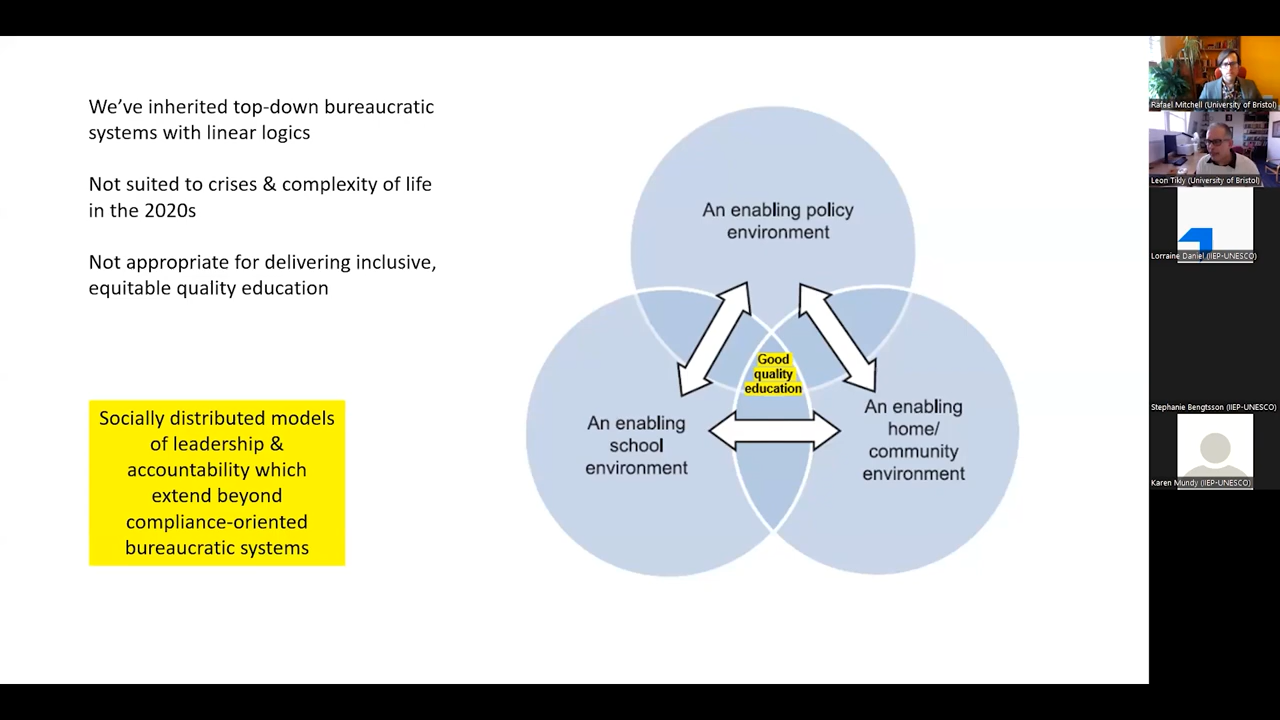 We've inherited top-down bureaucratic
systems with linear logics
Not suited to crises & complexity of life
in the 2020s
Not appropriate for delivering inclusive,
equitable quality education
Socially distributed models
of leadership &
accountability which
extend beyond
compliance-oriented
bureaucratic systems
An enabling policy
environment
Good
quality
education
An enabling
school
environment
An enabling
home/
community
environment
Rafael Mitchell (University of Bristol)
Leon Tikly (University of Bristol)
Lorraine Daniel (IIEP-UNESCO)
Stephanie Bengtsson (IIEP-UNESCO)
Karen Mundy (IIEP-UNESCO)